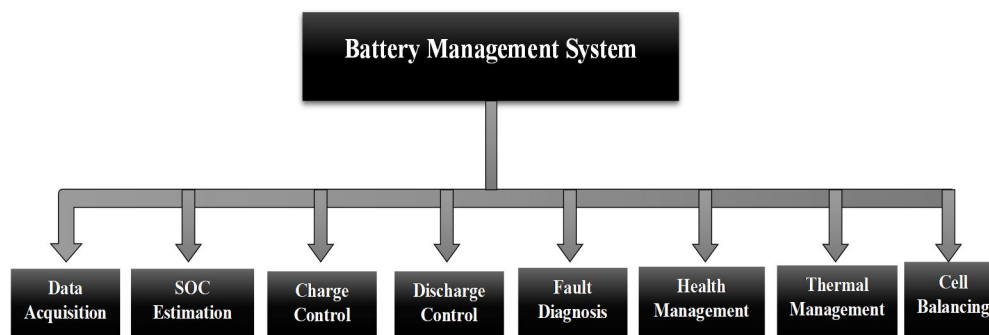 Battery Management System
Data
Acquisition
SOC
Estimation
Charge
Control
Discharge
Control
Fault
Diagnosis
Health
Management
Thermal
Management
Cell
Balancing